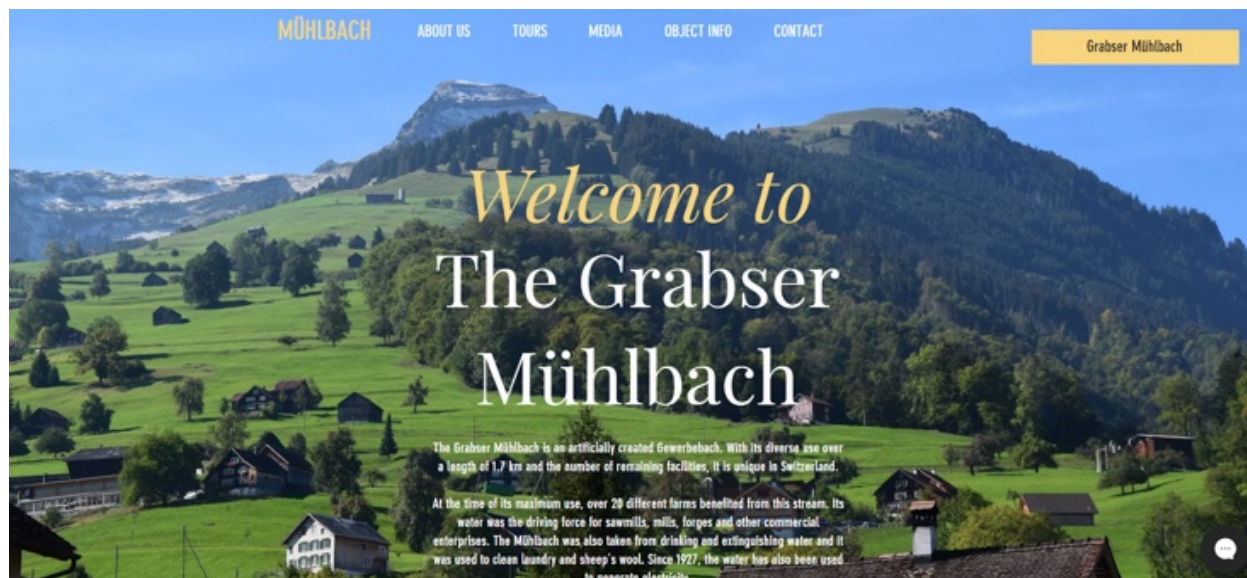 MÜHLBACH ABOUT US TOURS MEDIA OBJECT INFO CONTACT
Grabser Mühlbach
Welcome to
The Grabser
Mühlbach
The Grabser Mühlbach is an artificially created Gewerbebach. With its diverse use over
a length of 1.7 km and the number of remaining facilities, it is unique in Switzerland.
At the time of its maximum use, over 20 different farms benefited from this stream. Its
water was the driving force for sawmills, mills, forges and other commercial
enterprises. The Mühlbach was also taken from drinking and extinguishing water and it
was used to clean laundry and sheep's wool. Since 1927, the water has also been used
to generate electricity.